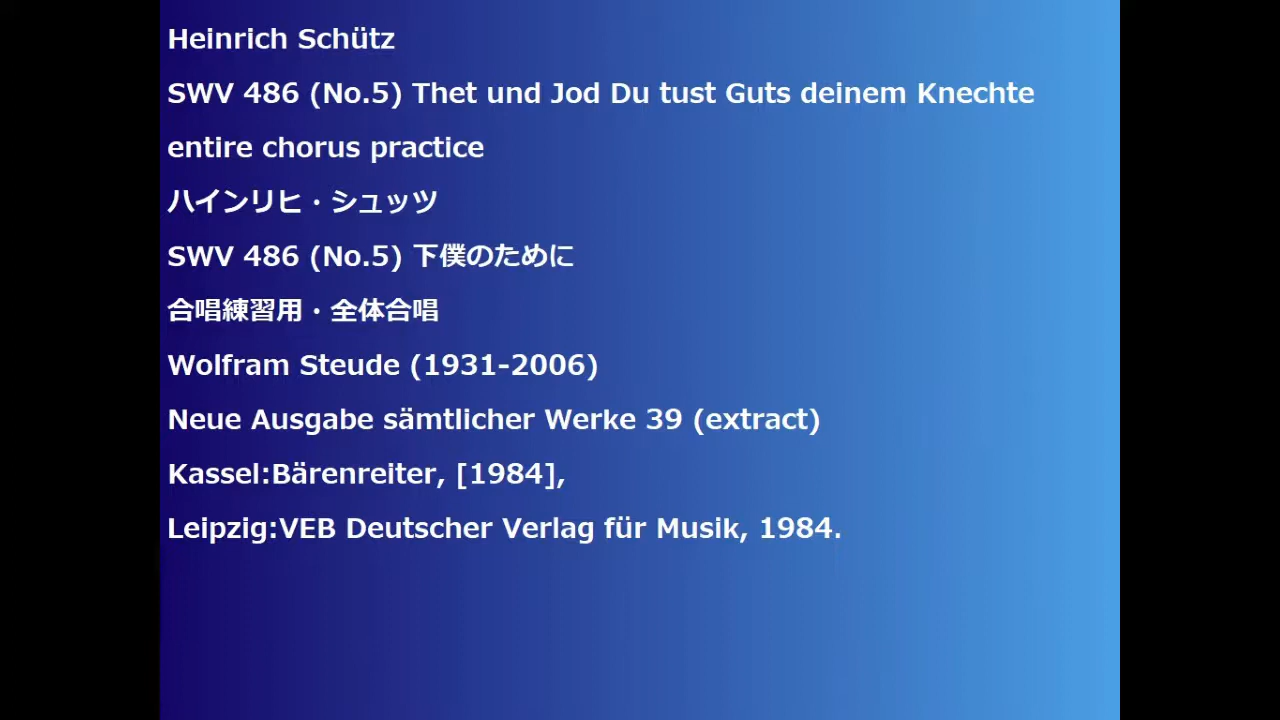 Heinrich Schütz
SWV 486 (No.5) Thet und Jod Du tust Guts deinem Knechte
entire chorus practice
ハインリヒ・シュッツ
SWV 486 (No.5) 下僕のために
合唱練習用・全体合唱
Wolfram Steude (1931-2006)
Neue Ausgabe sämtlicher Werke 39 (extract)
Kassel:Bärenreiter, [1984],
Leipzig:VEB Deutscher Verlag für Musik, 1984.